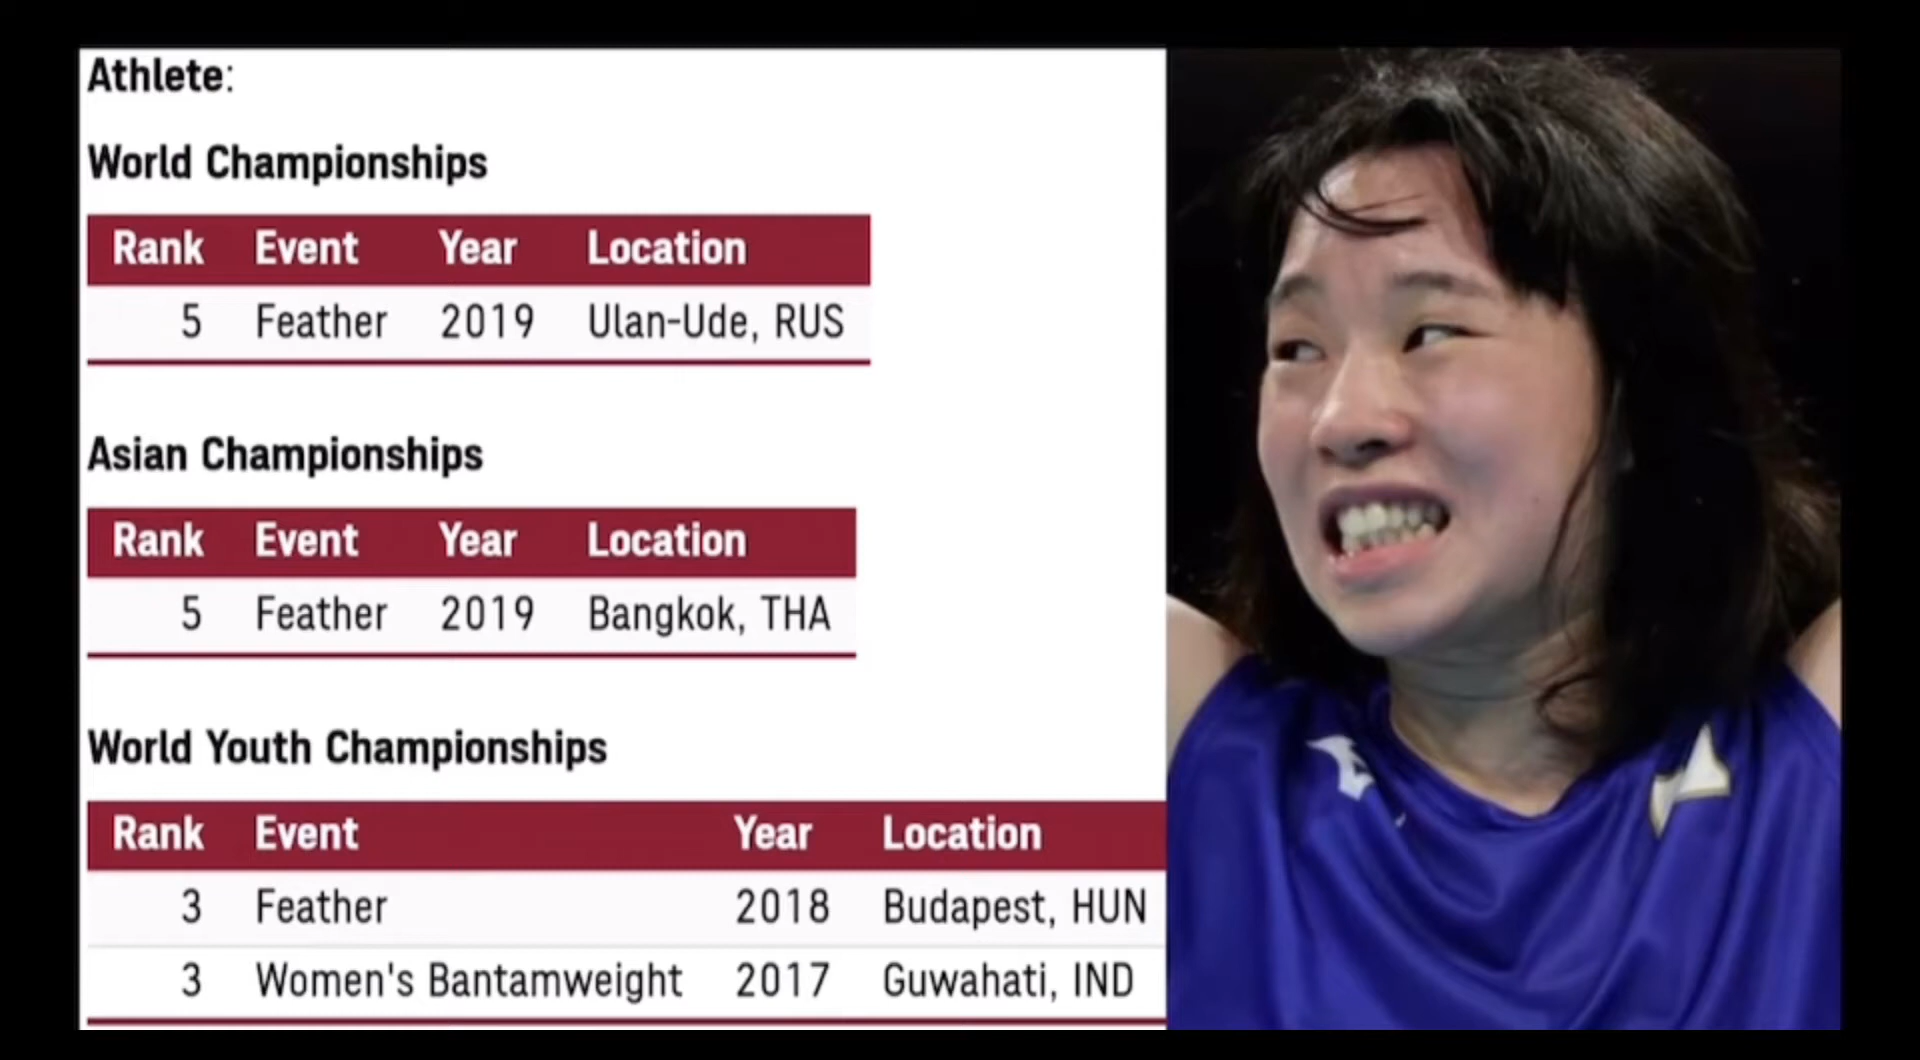 Athlete:
World Championships
Rank Event Year Location
5 Feather 2019 Ulan-Ude, RUS
Asian Championships
Rank Event Year Location
5 Feather 2019 Bangkok, THA
World Youth Championships
Rank Event Year Location
3 Feather 2018 Budapest, HUN
3 Women's Bantamweight 2017 Guwahati, IND